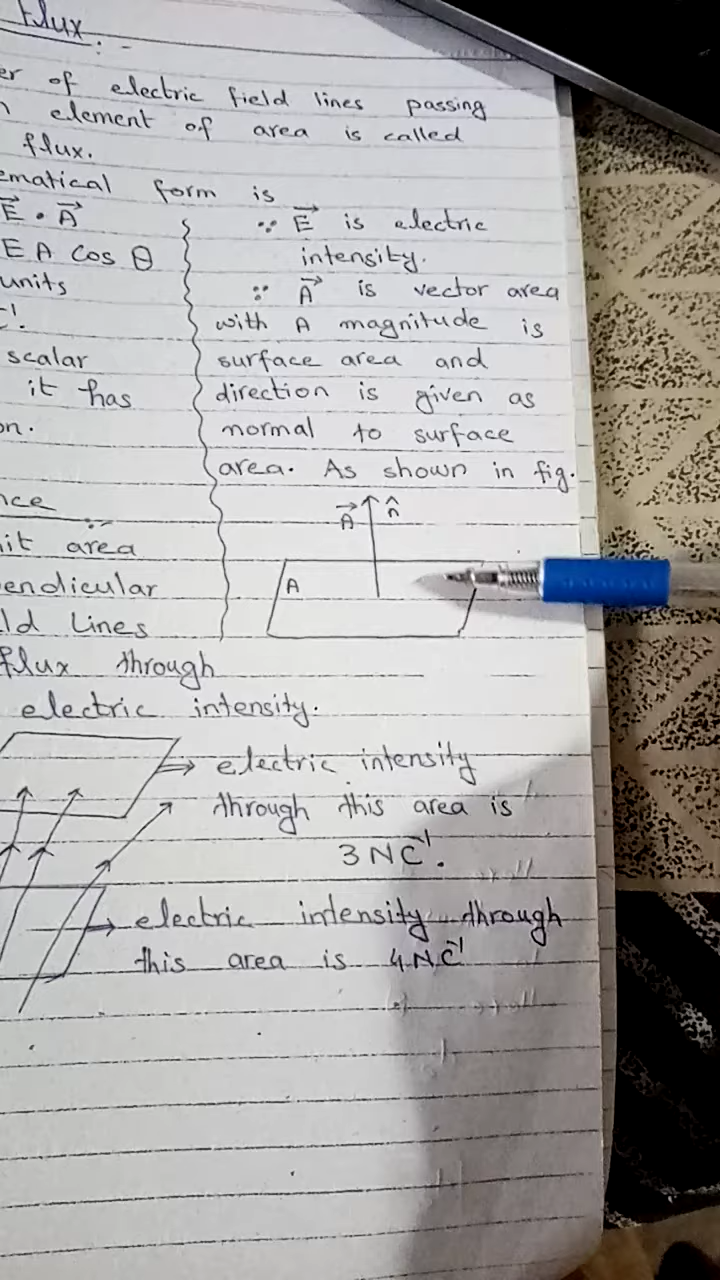 Flux :-
er of electric field lines passing
element of area is called
flux.
ematical form is
E⃗ . A⃗
E A Cos θ
units
C⁻¹.
scalar
it has
on.
∵ E⃗ is electric
intensity.
∵ A⃗ is vector area
with A magnitude is
surface area and
direction is given as
normal to surface
area. As shown in fig.
A⃗ n̂
A
nce :-
it area
endicular
ld Lines
flux through
electric intensity.
⇒ electric intensity
through this area is
3 NC⁻¹.
→ electric intensity through
this area is 4 NC⁻¹